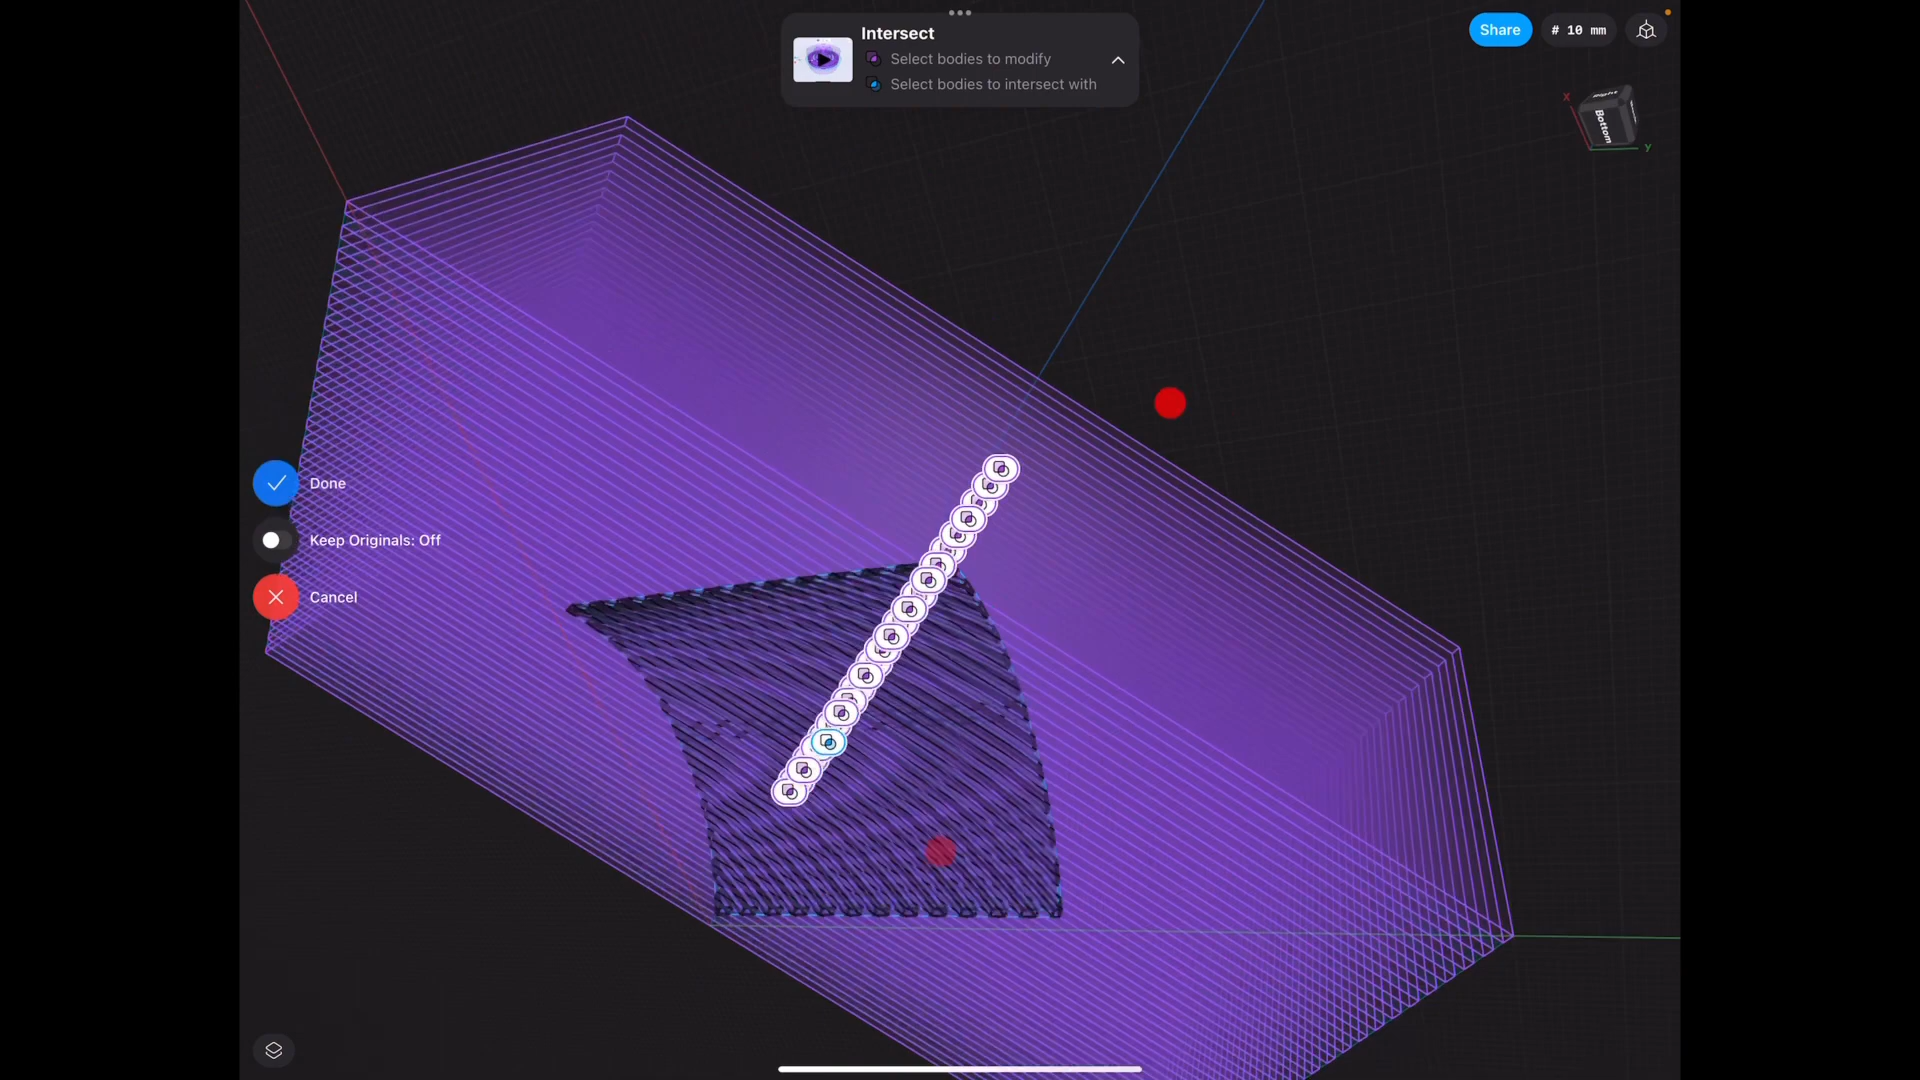 Intersect
Select bodies to modify
Select bodies to intersect with
Share
# 10 mm
Right
Bottom
X
Y
Done
Keep Originals: Off
Cancel